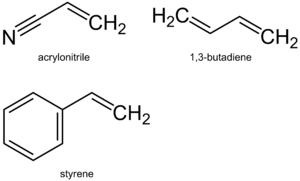 N
CH2
acrylonitrile
H2C
CH2
1,3-butadiene
CH2
styrene